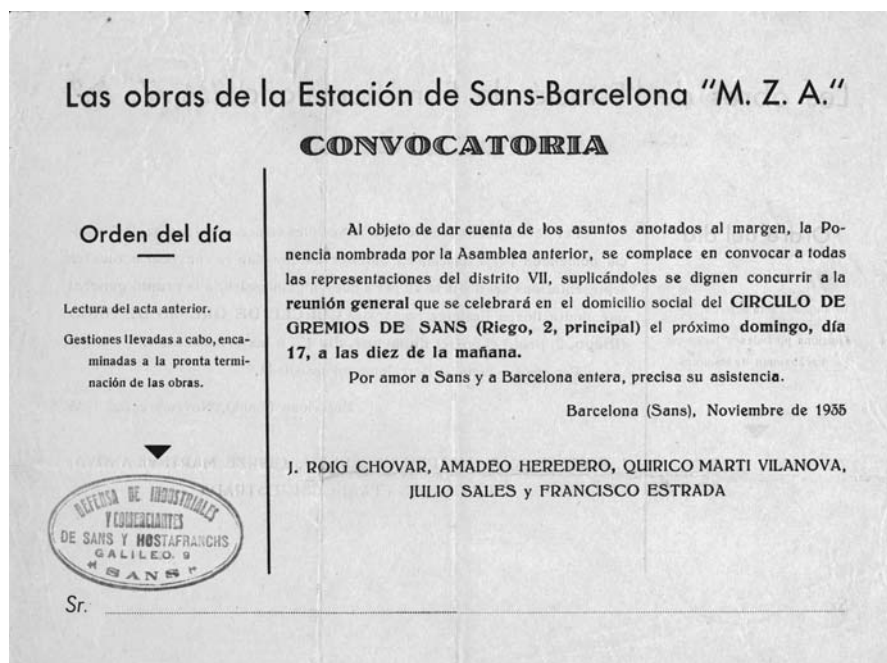 Las obras de la Estación de Sans-Barcelona "M. Z. A."
CONVOCATORIA
Orden del día
Lectura del acta anterior.
Gestiones llevadas a cabo, enca-
minadas a la pronta termi-
nación de las obras.
Al objeto de dar cuenta de los asuntos anotados al margen, la Po-
nencia nombrada por la Asamblea anterior, se complace en convocar a todas
las representaciones del distrito VII, suplicándoles se dignen concurrir a la
reunión general que se celebrará en el domicilio social del CIRCULO DE
GREMIOS DE SANS (Riego, 2, principal) el próximo domingo, día
17, a las diez de la mañana.
Por amor a Sans y a Barcelona entera, precisa su asistencia.
Barcelona (Sans), Noviembre de 1935
J. ROIG CHOVAR, AMADEO HEREDERO, QUIRICO MARTI VILANOVA,
JULIO SALES y FRANCISCO ESTRADA
DEFENSA DE INDUSTRIALES
Y COMERCIANTES
DE SANS Y HOSTAFRANCHS
GALILEO. 9
"SANS"
Sr.